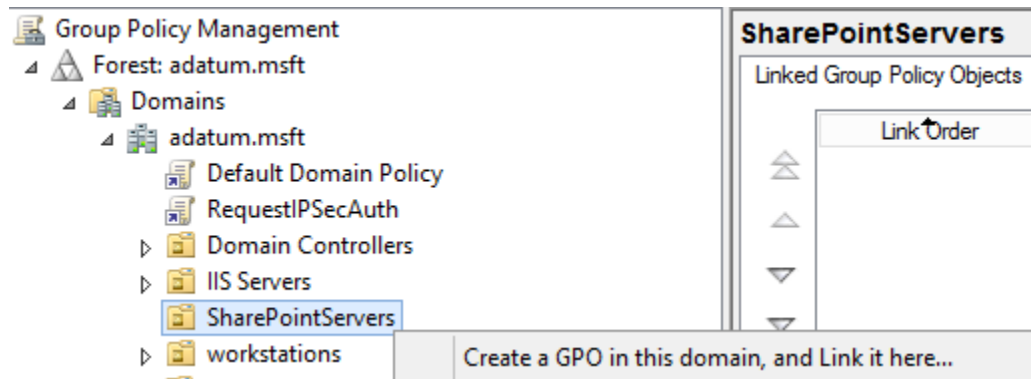 Group Policy Management
Forest: adatum.msft
Domains
adatum.msft
Default Domain Policy
RequestIPSecAuth
Domain Controllers
IIS Servers
SharePointServers
workstations
SharePointServers
Linked Group Policy Objects
Link Order
Create a GPO in this domain, and Link it here...